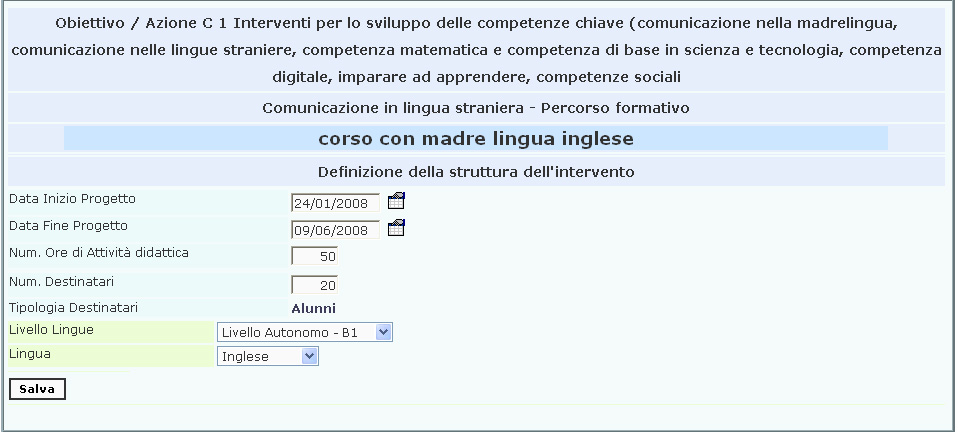 Obiettivo / Azione C 1 Interventi per lo sviluppo delle competenze chiave (comunicazione nella madrelingua,
comunicazione nelle lingue straniere, competenza matematica e competenza di base in scienza e tecnologia, competenza
digitale, imparare ad apprendere, competenze sociali
Comunicazione in lingua straniera - Percorso formativo
corso con madre lingua inglese
Definizione della struttura dell'intervento
Data Inizio Progetto 24/01/2008
Data Fine Progetto 09/06/2008
Num. Ore di Attività didattica 50
Num. Destinatari 20
Tipologia Destinatari Alunni
Livello Lingue Livello Autonomo - B1
Lingua Inglese
Salva